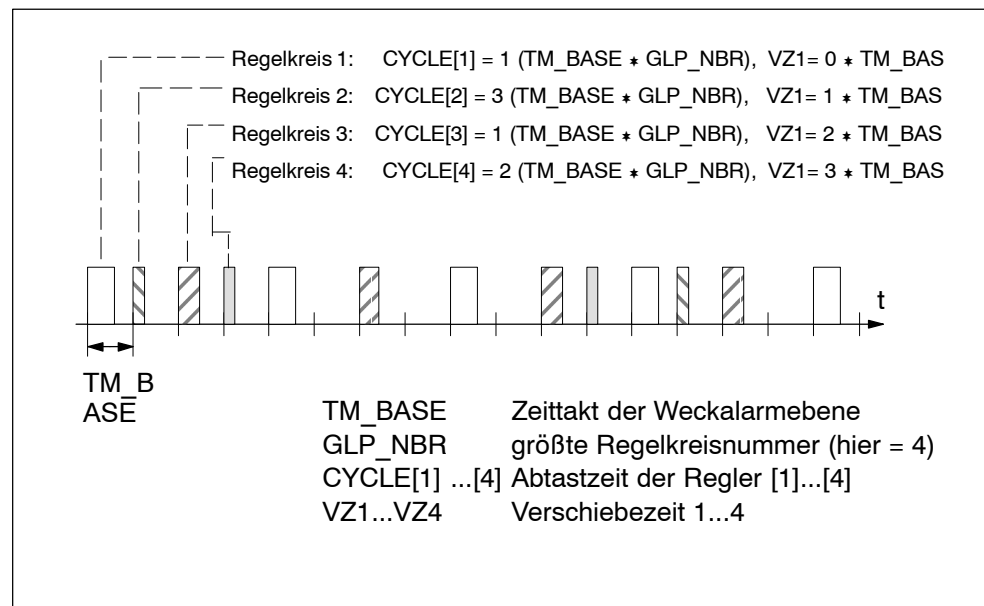 Regelkreis 1: CYCLE[1] = 1 (TM_BASE * GLP_NBR), VZ1= 0 * TM_BAS
Regelkreis 2: CYCLE[2] = 3 (TM_BASE * GLP_NBR), VZ1= 1 * TM_BAS
Regelkreis 3: CYCLE[3] = 1 (TM_BASE * GLP_NBR), VZ1= 2 * TM_BAS
Regelkreis 4: CYCLE[4] = 2 (TM_BASE * GLP_NBR), VZ1= 3 * TM_BAS
t
TM_B
ASE
TM_BASE Zeittakt der Weckalarmebene
GLP_NBR größte Regelkreisnummer (hier = 4)
CYCLE[1] ...[4] Abtastzeit der Regler [1]...[4]
VZ1...VZ4 Verschiebezeit 1...4